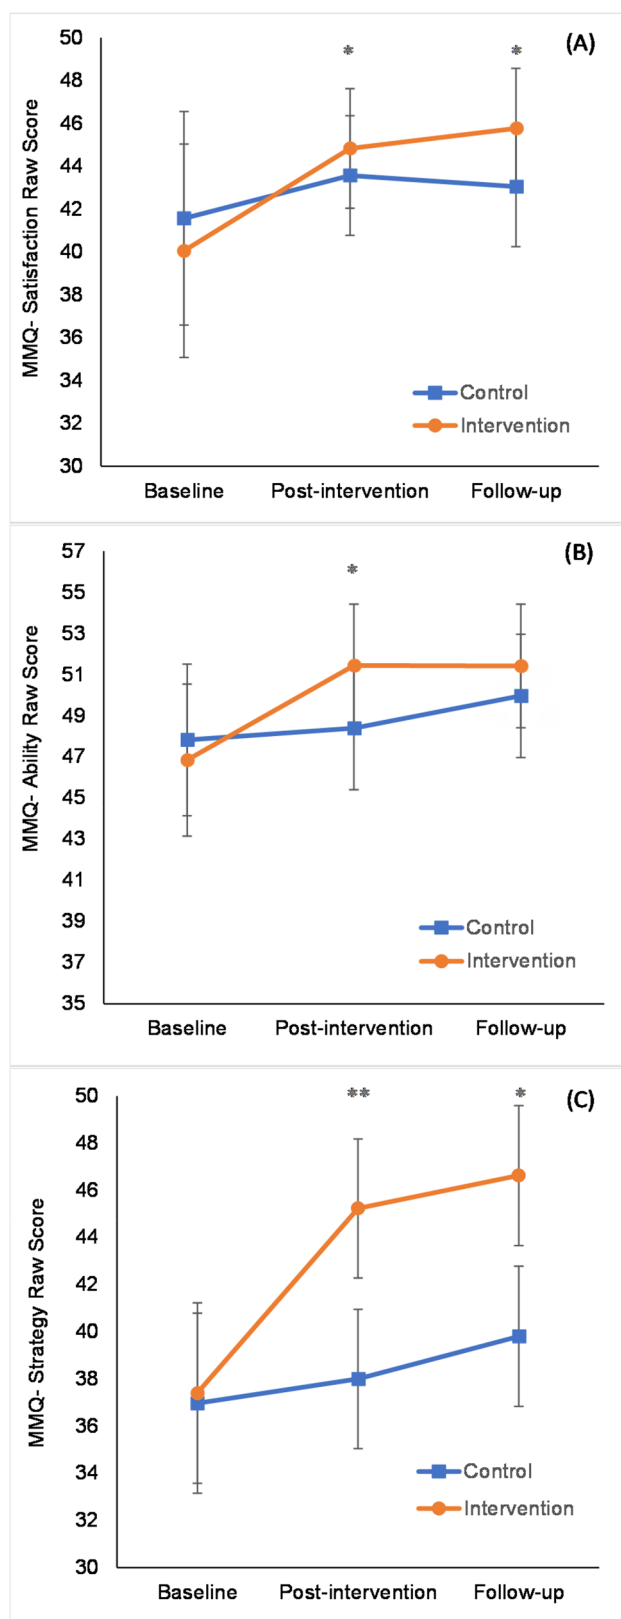 (A)
* *
MMQ- Satisfaction Raw Score
50
48
46
44
42
40
38
36
34
32
30
Control
Intervention
Baseline Post-intervention Follow-up
(B)
*
MMQ- Ability Raw Score
57
55
53
51
49
47
45
43
41
39
37
35
Control
Intervention
Baseline Post-intervention Follow-up
(C)
** *
MMQ- Strategy Raw Score
50
48
46
44
42
40
38
36
34
32
30
Control
Intervention
Baseline Post-intervention Follow-up